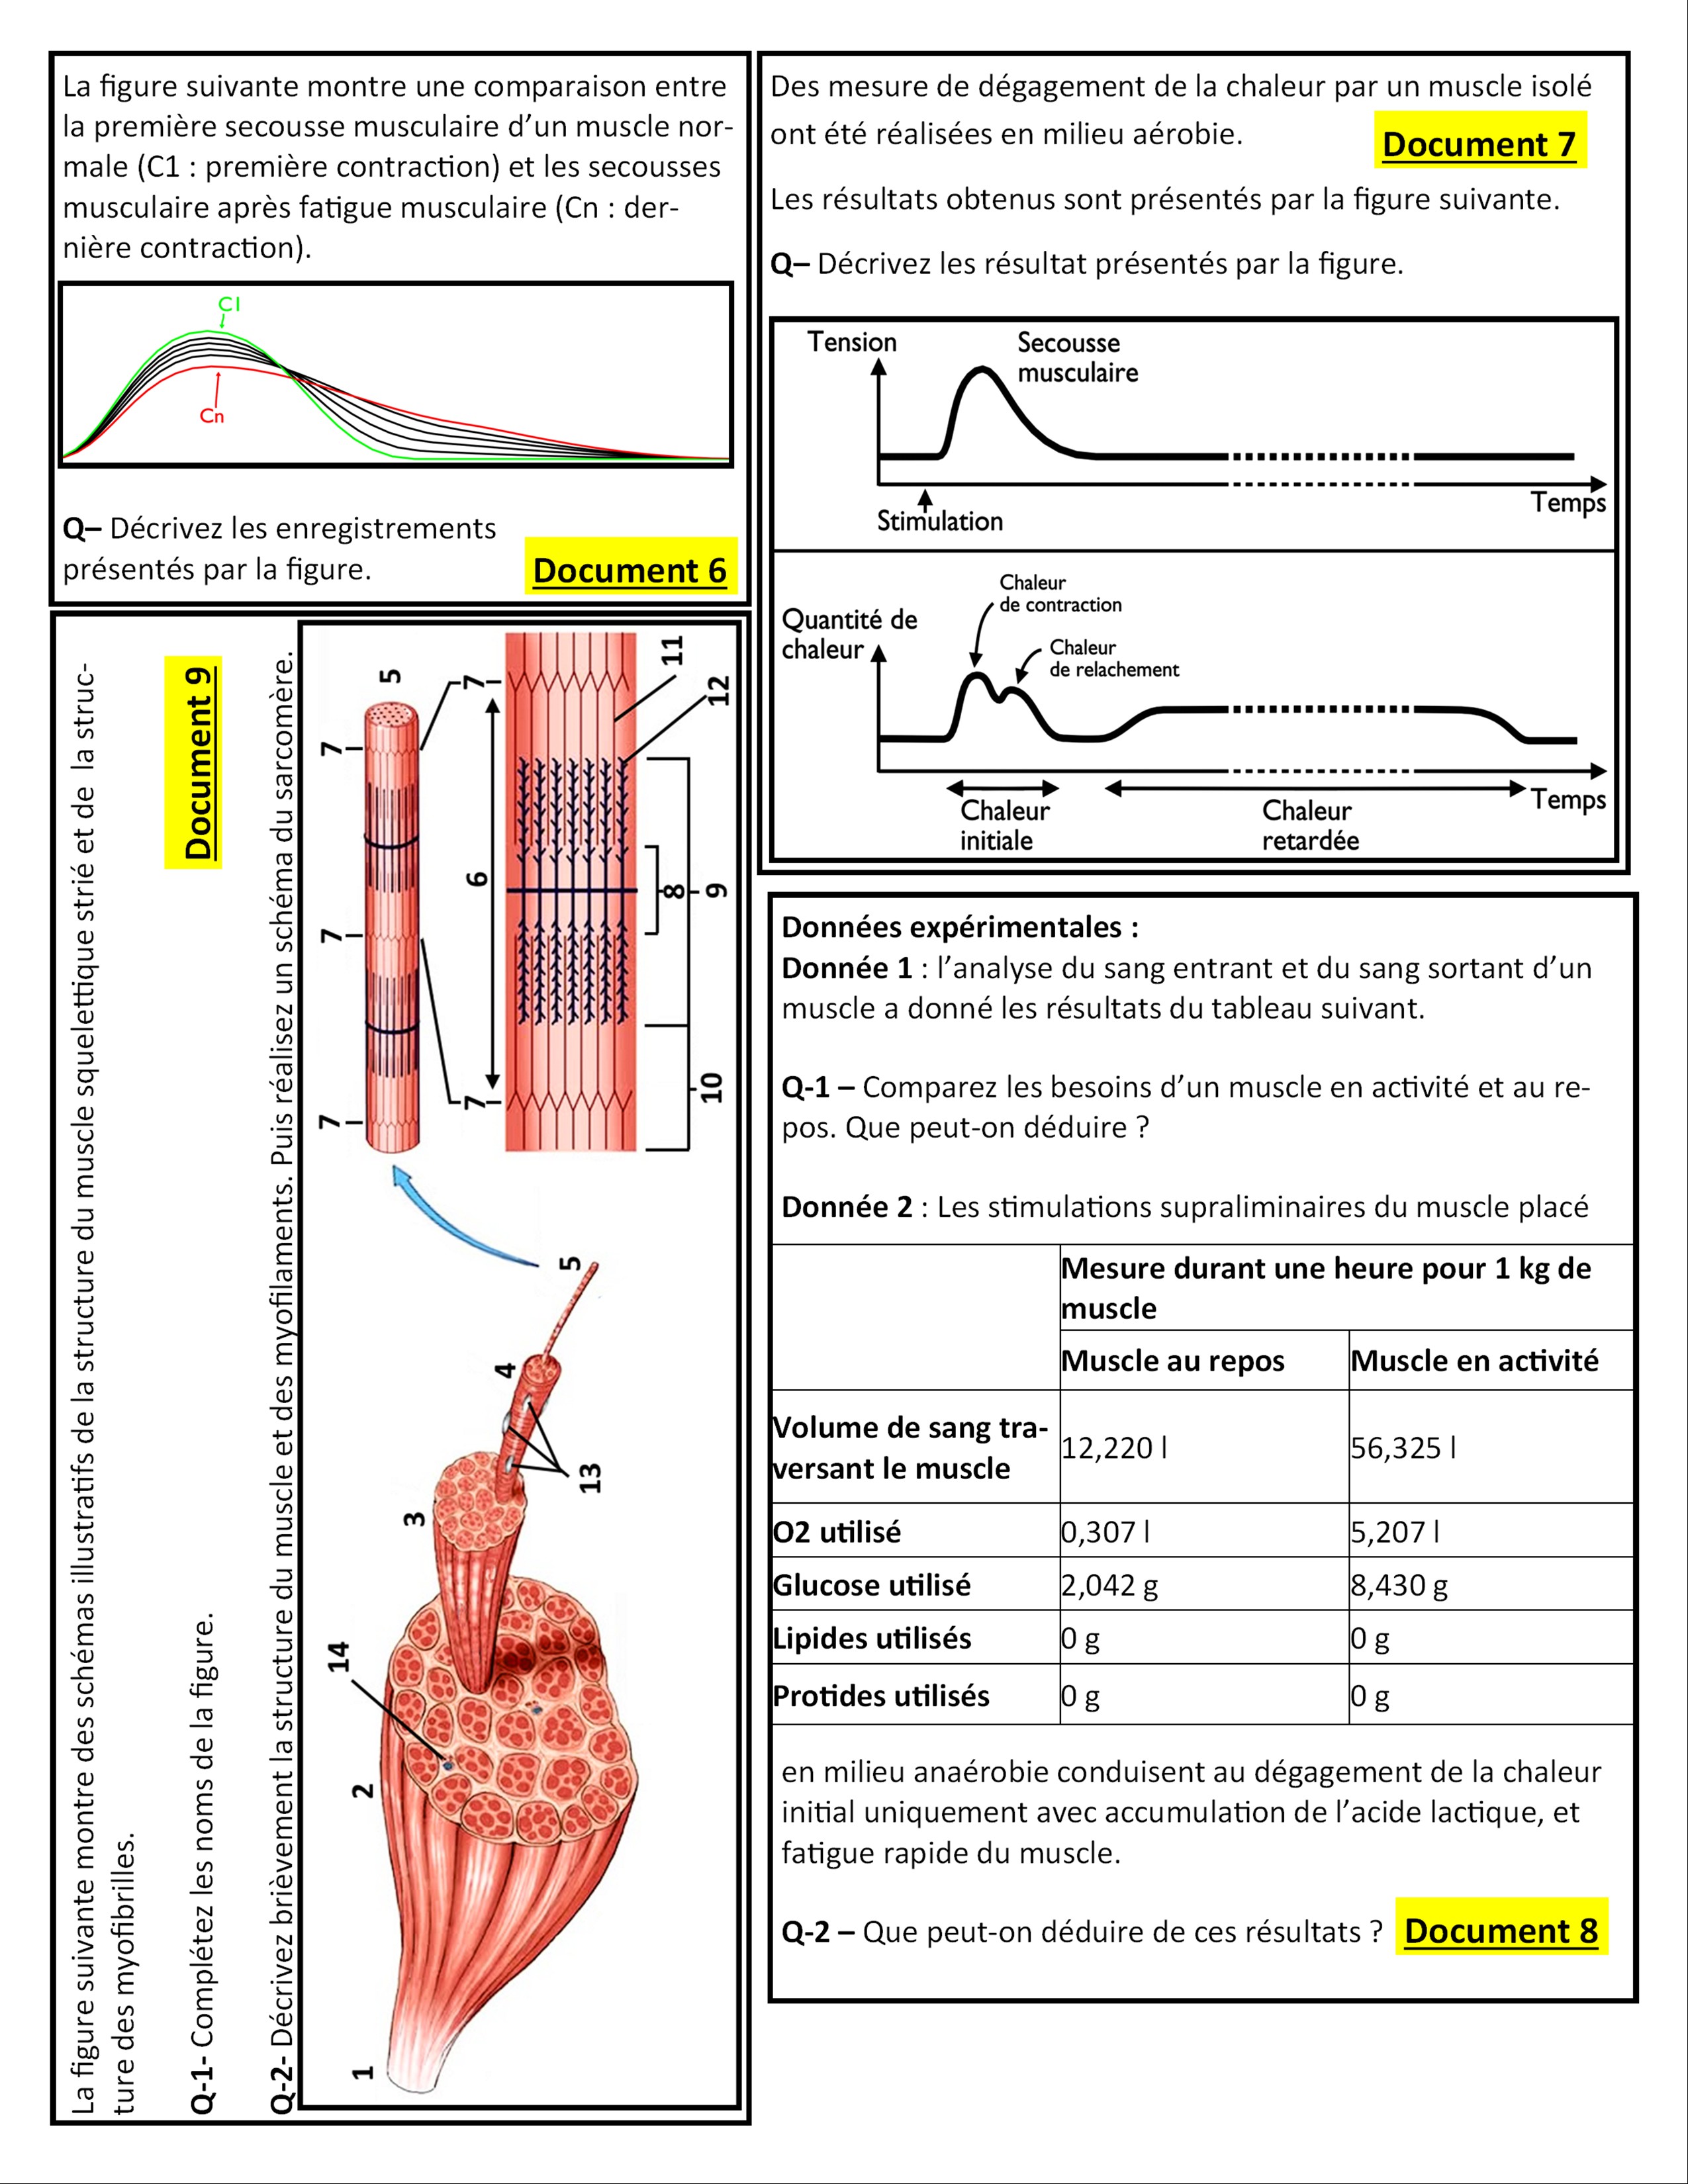 La figure suivante montre une comparaison entre
la première secousse musculaire d’un muscle nor-
male (C1 : première contraction) et les secousses
musculaire après fatigue musculaire (Cn : der-
nière contraction).
C1
Cn
Q– Décrivez les enregistrements
présentés par la figure.
Document 6
Des mesure de dégagement de la chaleur par un muscle isolé
ont été réalisées en milieu aérobie.
Document 7
Les résultats obtenus sont présentés par la figure suivante.
Q– Décrivez les résultat présentés par la figure.
Tension
Secousse
musculaire
Temps
Stimulation
Chaleur
de contraction
Quantité de
chaleur
Chaleur
de relachement
Temps
Chaleur
initiale
Chaleur
retardée
La figure suivante montre des schémas illustratifs de la structure du muscle squelettique strié et de la struc-
ture des myofibrilles.
Document 9
Q-1- Complétez les noms de la figure.
Q-2- Décrivez brièvement la structure du muscle et des myofilaments. Puis réalisez un schéma du sarcomère.
1
2
14
3
13
4
5
7
7
7
5
7
6
7
10
8
9
11
12
Données expérimentales :
Donnée 1 : l’analyse du sang entrant et du sang sortant d’un
muscle a donné les résultats du tableau suivant.
Q-1 – Comparez les besoins d’un muscle en activité et au re-
pos. Que peut-on déduire ?
Donnée 2 : Les stimulations supraliminaires du muscle placé
Mesure durant une heure pour 1 kg de
muscle
Muscle au repos
Muscle en activité
Volume de sang tra-
versant le muscle
12,220 l
56,325 l
O2 utilisé
0,307 l
5,207 l
Glucose utilisé
2,042 g
8,430 g
Lipides utilisés
0 g
0 g
Protides utilisés
0 g
0 g
en milieu anaérobie conduisent au dégagement de la chaleur
initial uniquement avec accumulation de l’acide lactique, et
fatigue rapide du muscle.
Q-2 – Que peut-on déduire de ces résultats ?
Document 8